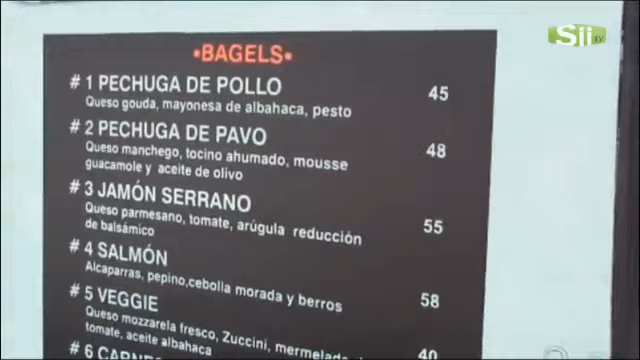 Sii TV
•BAGELS•
# 1 PECHUGA DE POLLO 45
Queso gouda, mayonesa de albahaca, pesto
# 2 PECHUGA DE PAVO 48
Queso manchego, tocino ahumado, mousse
guacamole y aceite de olivo
# 3 JAMÓN SERRANO 55
Queso parmesano, tomate, arúgula reducción
de balsámico
# 4 SALMÓN 58
Alcaparras, pepino,cebolla morada y berros
# 5 VEGGIE 40
Queso mozzarela fresco, Zuccini, mermelada
tomate, aceite albahaca
# 6